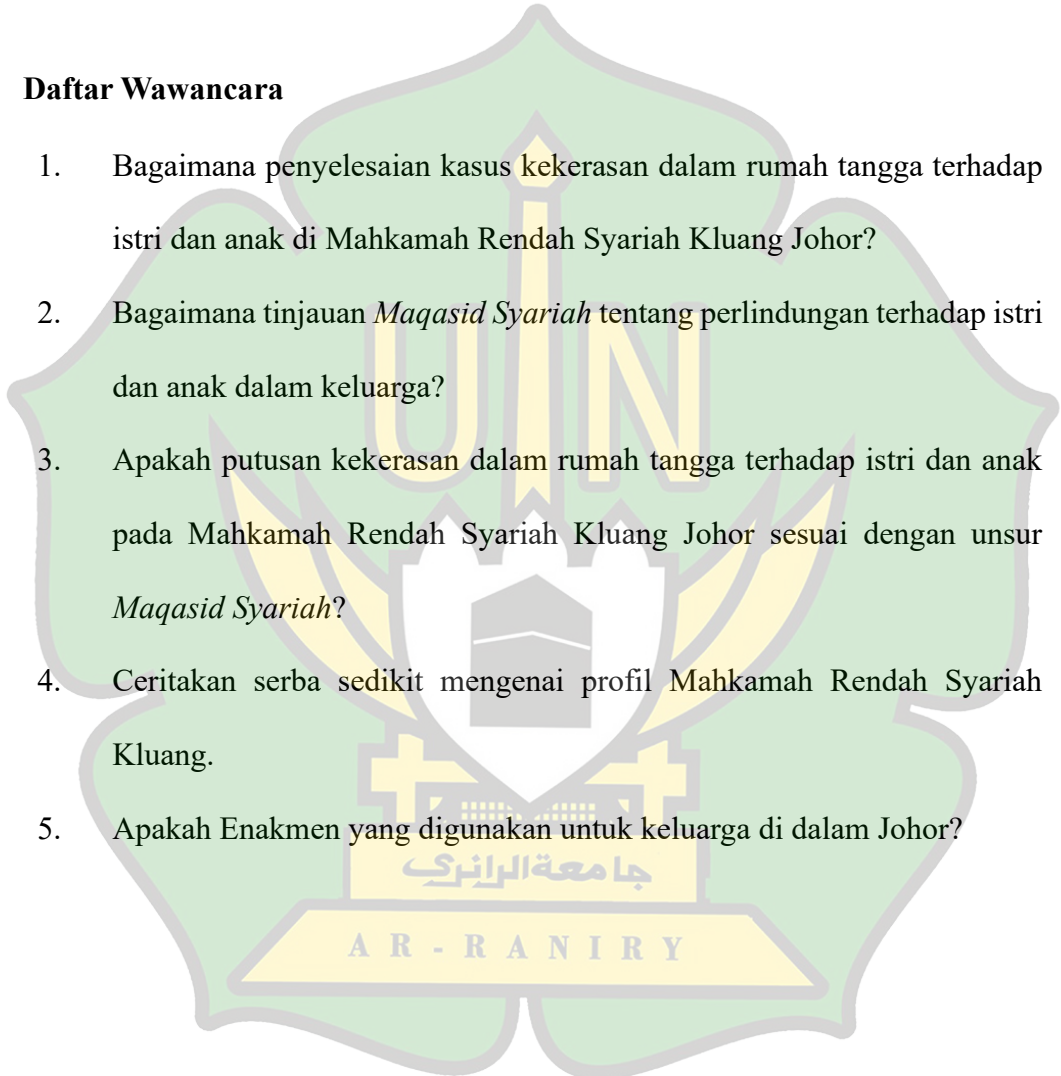 Daftar Wawancara
1. Bagaimana penyelesaian kasus kekerasan dalam rumah tangga terhadap
istri dan anak di Mahkamah Rendah Syariah Kluang Johor?
2. Bagaimana tinjauan Maqasid Syariah tentang perlindungan terhadap istri
dan anak dalam keluarga?
3. Apakah putusan kekerasan dalam rumah tangga terhadap istri dan anak
pada Mahkamah Rendah Syariah Kluang Johor sesuai dengan unsur
Maqasid Syariah?
4. Ceritakan serba sedikit mengenai profil Mahkamah Rendah Syariah
Kluang.
5. Apakah Enakmen yang digunakan untuk keluarga di dalam Johor?
UIN
جامعة الرانري
AR-RANIRY